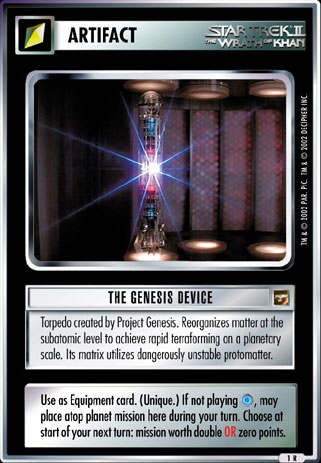 ARTIFACT
STAR TREK II
THE WRATH OF KHAN
TM & © 2002 PAR. P.C. TM & © 2002 DECIPHER INC.
THE GENESIS DEVICE
Torpedo created by Project Genesis. Reorganizes matter at the
subatomic level to achieve rapid terraforming on a planetary
scale. Its matrix utilizes dangerously unstable protomatter.
Use as Equipment card. (Unique.) If not playing , may
place atop planet mission here during your turn. Choose at
start of your next turn: mission worth double OR zero points.
1 R